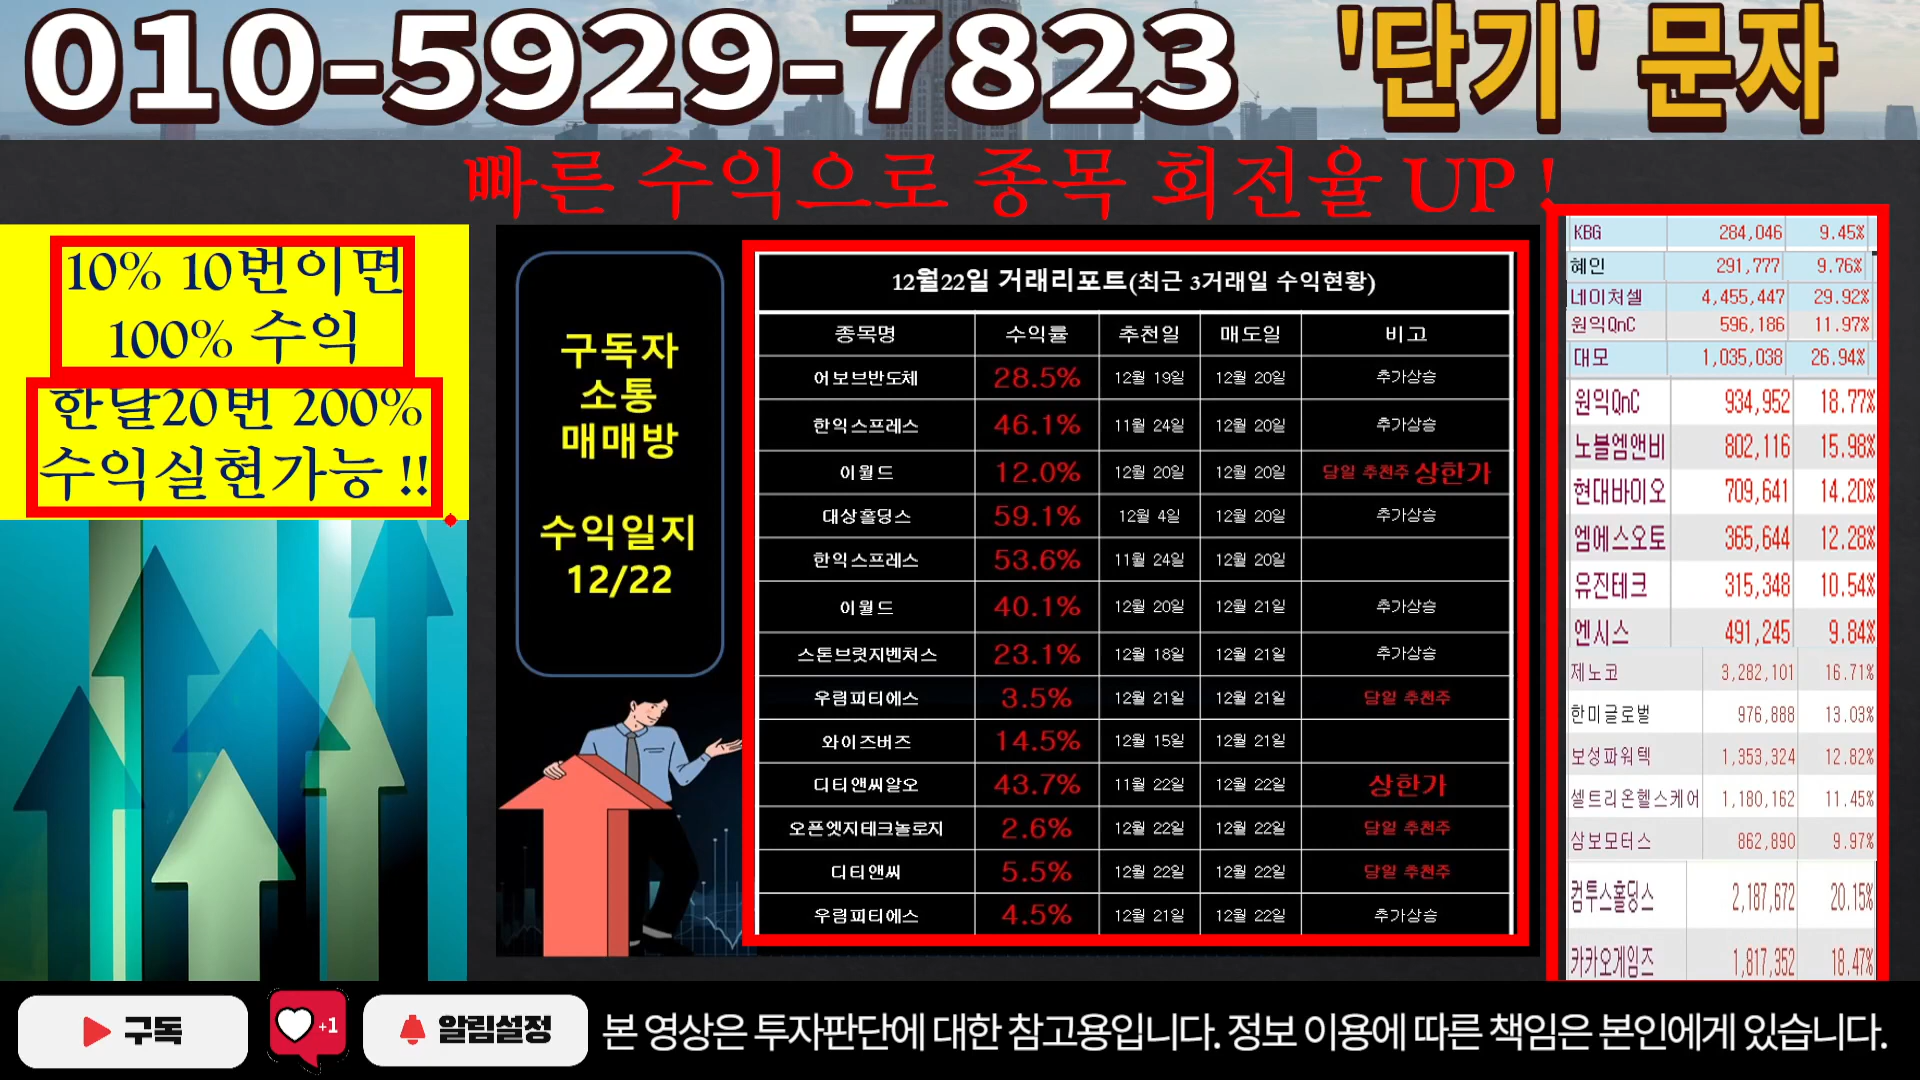 010-5929-7823 '단기' 문자
빠른 수익으로 종목 회전율 UP !
10% 10번이면
100% 수익
한달20번 200%
수익실현가능 !!
구독자
소통
매매방
수익일지
12/22
12월22일 거래리포트(최근 3거래일 수익현황)
종목명 수익률 추천일 매도일 비고
어보브반도체 28.5% 12월 19일 12월 20일 추가상승
한익스프레스 46.1% 11월 24일 12월 20일 추가상승
이월드 12.0% 12월 20일 12월 20일 당일 추천주 상한가
대상홀딩스 59.1% 12월 4일 12월 20일 추가상승
한익스프레스 53.6% 11월 24일 12월 20일
이월드 40.1% 12월 20일 12월 21일 추가상승
스톤브릿지벤처스 23.1% 12월 18일 12월 21일 추가상승
우림피티에스 3.5% 12월 21일 12월 21일 당일 추천주
와이즈버즈 14.5% 12월 15일 12월 21일
디티앤씨알오 43.7% 11월 22일 12월 22일 상한가
오픈엣지테크놀로지 2.6% 12월 22일 12월 22일 당일 추천주
디티앤씨 5.5% 12월 22일 12월 22일 당일 추천주
우림피티에스 4.5% 12월 21일 12월 22일 추가상승
KBG 284,046 9.45%
혜인 291,777 9.76%
네이처셀 4,455,447 29.92%
원익QnC 596,186 11.97%
대모 1,035,038 26.94%
원익QnC 934,952 18.77%
노블엠앤비 802,116 15.98%
현대바이오 709,641 14.20%
엠에스오토 365,644 12.28%
유진테크 315,348 10.54%
엔시스 491,245 9.84%
제노코 3,282,101 16.71%
한미글로벌 976,888 13.03%
보성파워텍 1,353,324 12.82%
셀트리온헬스케어 1,180,162 11.45%
삼보모터스 862,890 9.97%
컴투스홀딩스 2,187,672 20.15%
카카오게임즈 1,817,352 18.47%
구독 +1 알림설정 본 영상은 투자판단에 대한 참고용입니다. 정보 이용에 따른 책임은 본인에게 있습니다.